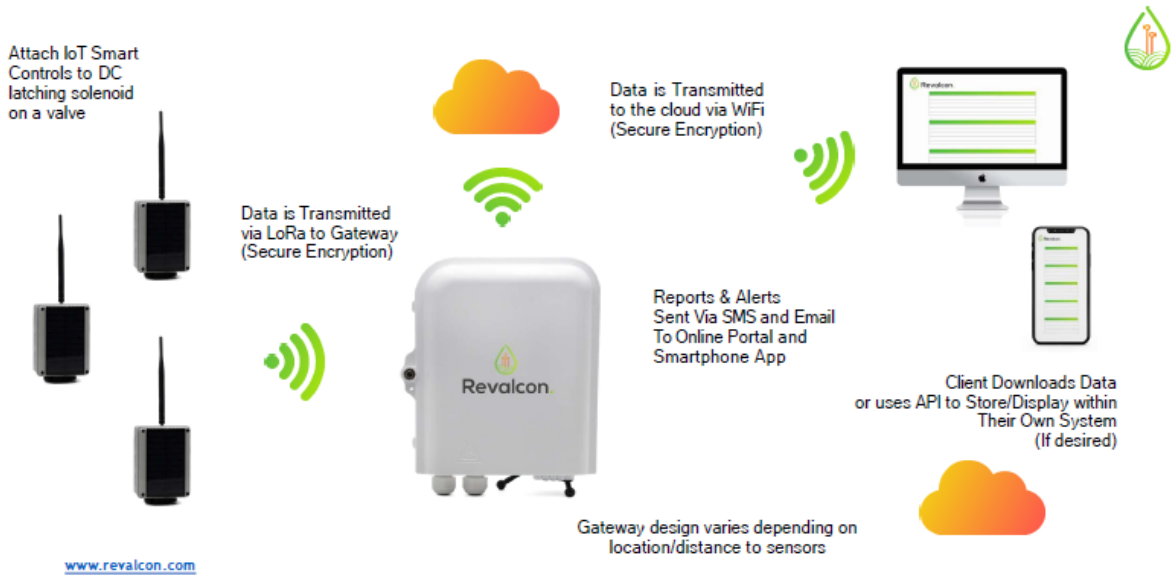 Attach IoT Smart
Controls to DC
latching solenoid
on a valve
Data is Transmitted
via LoRa to Gateway
(Secure Encryption)
Data is Transmitted
to the cloud via WiFi
(Secure Encryption)
Revalcon.
Revalcon.
Revalcon
Reports & Alerts
Sent Via SMS and Email
To Online Portal and
Smartphone App
Client Downloads Data
or uses API to Store/Display within
Their Own System
(If desired)
Gateway design varies depending on
location/distance to sensors
www.revalcon.com